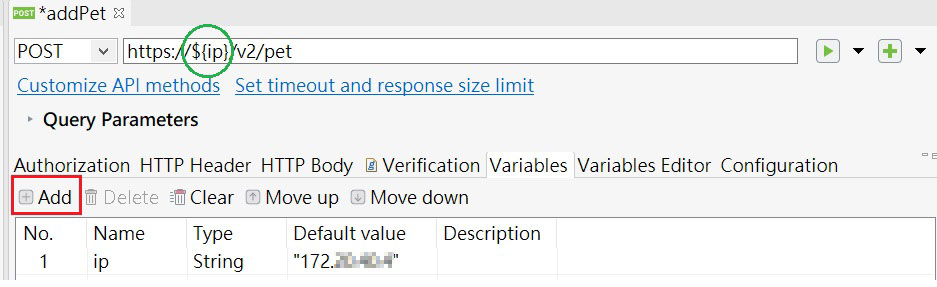 POST *addPet
POST https://${ip}/v2/pet
Customize API methods Set timeout and response size limit
Query Parameters
Authorization HTTP Header HTTP Body Verification Variables Variables Editor Configuration
Add Delete Clear Move up Move down
No. Name Type Default value Description
1 ip String "172."